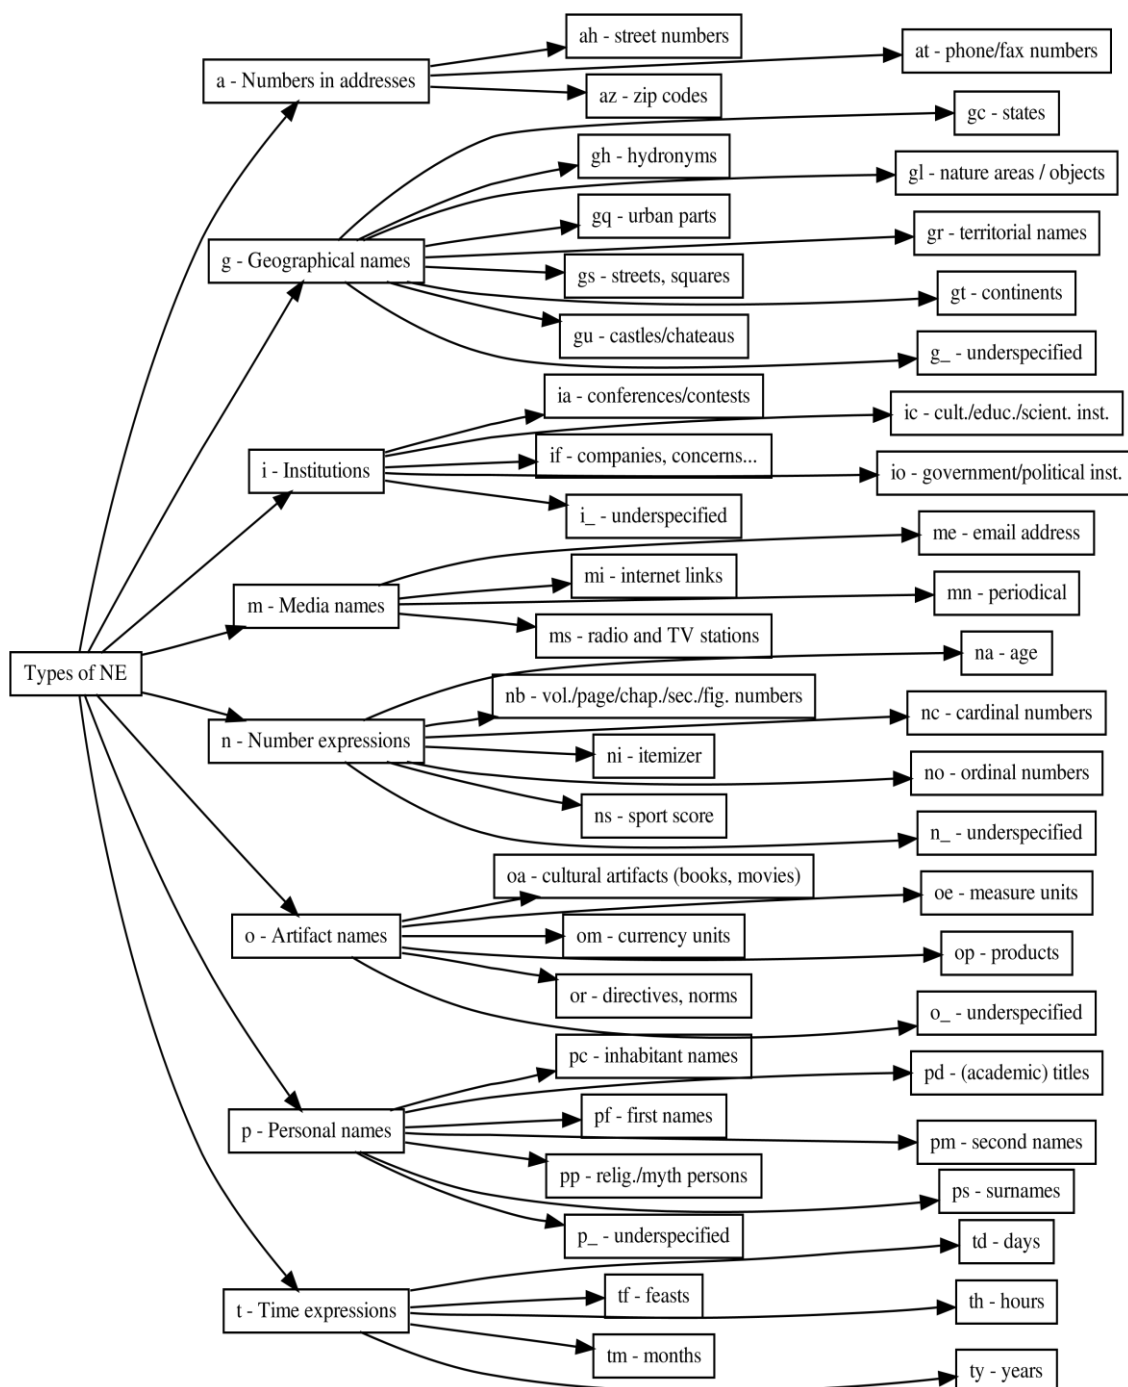 Types of NE
a - Numbers in addresses
ah - street numbers
at - phone/fax numbers
az - zip codes
g - Geographical names
gc - states
gh - hydronyms
gl - nature areas / objects
gq - urban parts
gr - territorial names
gs - streets, squares
gt - continents
gu - castles/chateaus
g_ - underspecified
i - Institutions
ia - conferences/contests
ic - cult./educ./scient. inst.
if - companies, concerns...
io - government/political inst.
i_ - underspecified
m - Media names
me - email address
mi - internet links
mn - periodical
ms - radio and TV stations
n - Number expressions
na - age
nb - vol./page/chap./sec./fig. numbers
nc - cardinal numbers
ni - itemizer
no - ordinal numbers
ns - sport score
n_ - underspecified
o - Artifact names
oa - cultural artifacts (books, movies)
oe - measure units
om - currency units
op - products
or - directives, norms
o_ - underspecified
p - Personal names
pc - inhabitant names
pd - (academic) titles
pf - first names
pm - second names
pp - relig./myth persons
ps - surnames
p_ - underspecified
t - Time expressions
td - days
tf - feasts
th - hours
tm - months
ty - years